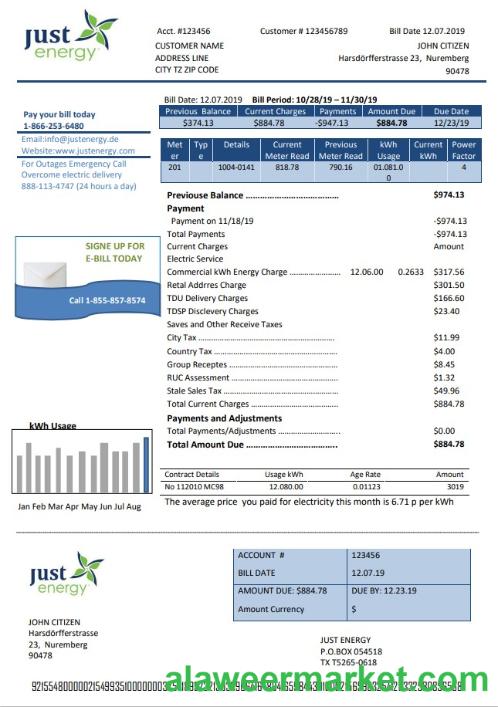 just
energy
Acct. #123456 Customer # 123456789 Bill Date 12.07.2019
CUSTOMER NAME JOHN CITIZEN
ADDRESS LINE Harsdörfferstrasse 23, Nuremberg
CITY TZ ZIP CODE 90478
Bill Date: 12.07.2019 Bill Period: 10/28/19 – 11/30/19
Previous Balance Current Charges Payments Amount Due Due Date
$374.13 $884.78 -$947.13 $884.78 12/23/19
Pay your bill today
1-866-253-6480
Email:info@justenergy.de
Website:www.justenergy.com
For Outages Emergency Call
Overcome electric delivery
888-113-4747 (24 hours a day)
Met Typ Details Current Previous kWh Current Power
er e Meter Read Meter Read Usage kWh Factor
201 1004-0141 818.78 790.16 01.081.0 4
0
Previouse Balance ........................... $974.13
Payment
Payment on 11/18/19 -$974.13
Total Payments -$974.13
Current Charges Amount
Electric Service
Commercial kWh Energy Charge ..................... 12.06.00 0.2633 $317.56
Retal Addrres Charge $301.50
TDU Delivery Charges $166.60
TDSP Disclevery Charges $23.40
Saves and Other Receive Taxes
City Tax ........................................ $11.99
Country Tax ........................................ $4.00
Group Receptes ........................................ $8.45
RUC Assessment ........................................ $1.32
Stale Sales Tax ........................................ $49.96
Total Current Charges ........................................ $884.78
Payments and Adjustments
Total Payments/Adjustments ........................... $0.00
Total Amount Due ........................... $884.78
SIGNE UP FOR
E-BILL TODAY
Call 1-855-857-8574
kWh Usage
Jan Feb Mar Apr May Jun Jul Aug
Contract Details Usage kWh Age Rate Amount
No 112010 MC98 12.080.00 0.01123 3019
The average price you paid for electricity this month is 6.71 p per kWh
just
energy
ACCOUNT # 123456
BILL DATE 12.07.19
AMOUNT DUE: $884.78 DUE BY: 12.23.19
Amount Currency $
JOHN CITIZEN
Harsdörfferstrasse
23, Nuremberg
90478
JUST ENERGY
P.O.BOX 054518
TX T5265-0618
alaweermarket.com